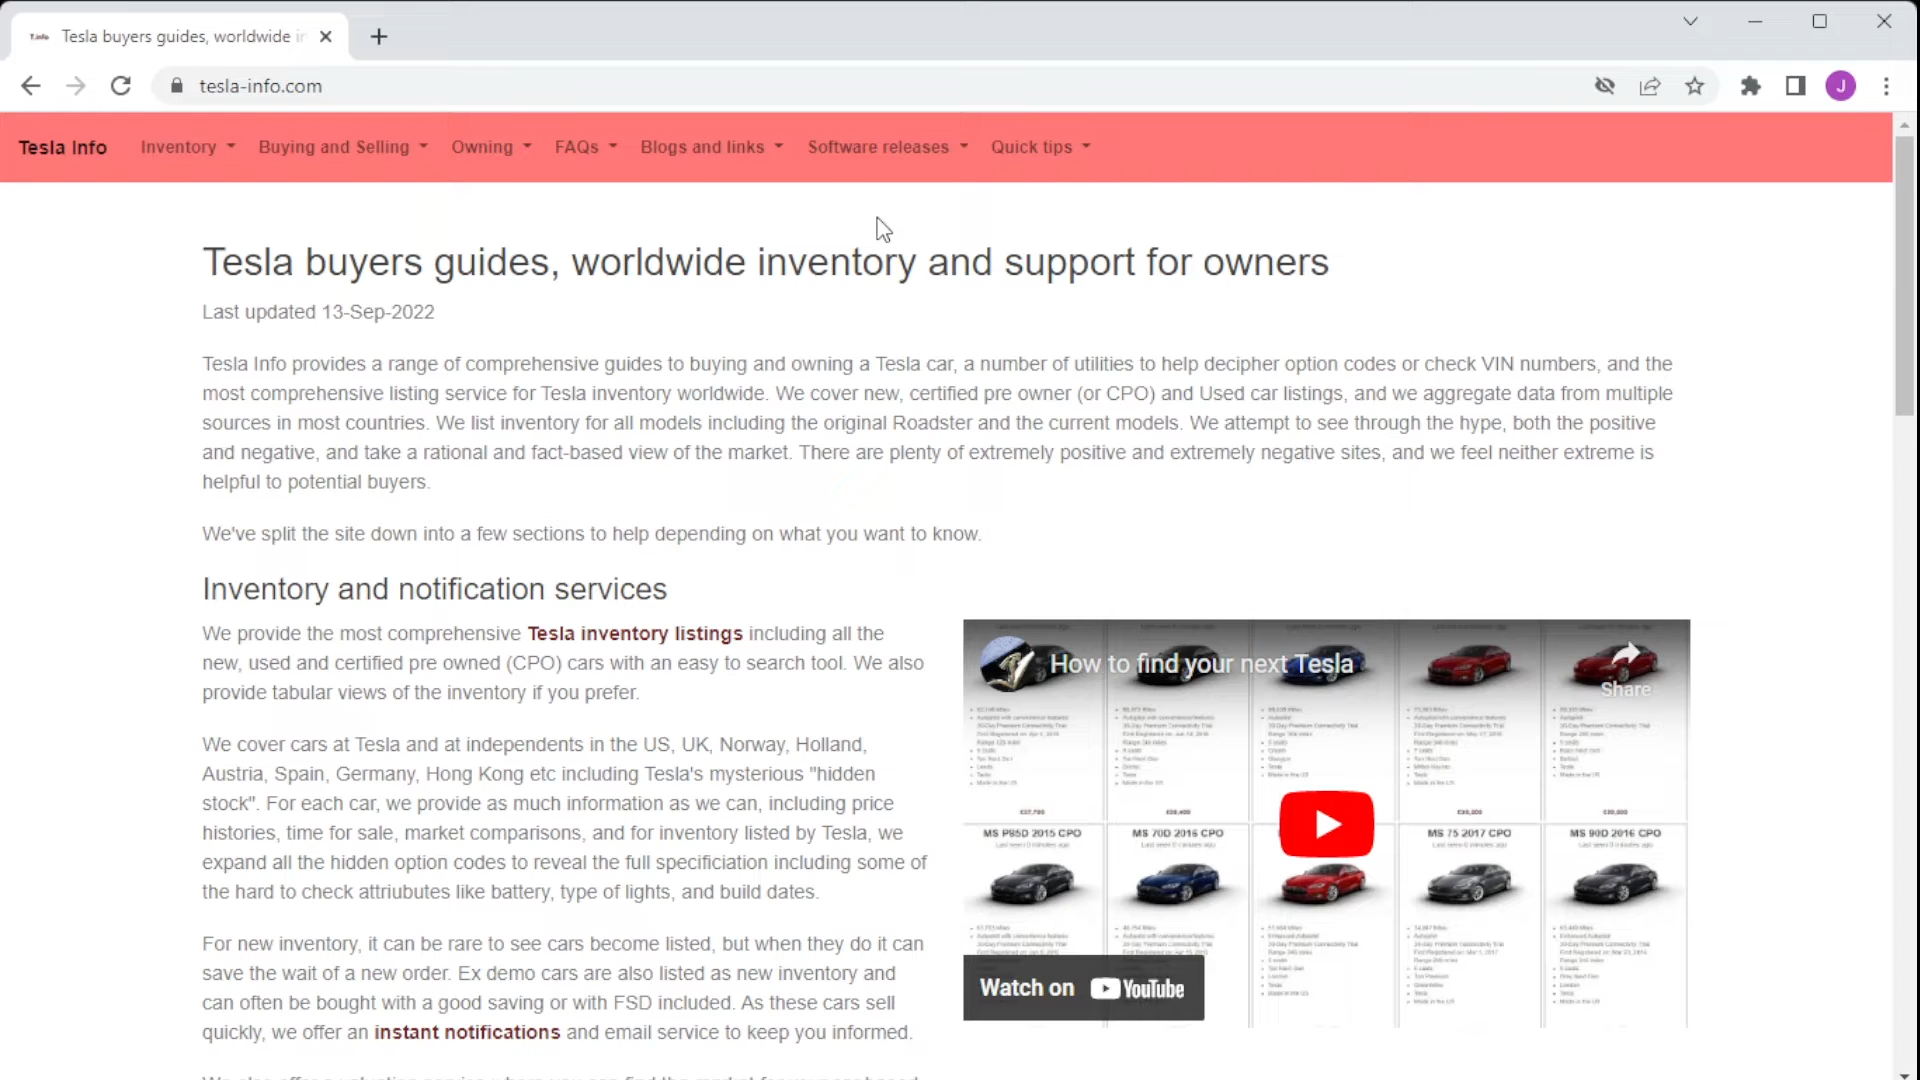 Tesla buyers guides, worldwide in
tesla-info.com
J
Tesla Info Inventory Buying and Selling Owning FAQs Blogs and links Software releases Quick tips
Tesla buyers guides, worldwide inventory and support for owners
Last updated 13-Sep-2022
Tesla Info provides a range of comprehensive guides to buying and owning a Tesla car, a number of utilities to help decipher option codes or check VIN numbers, and the
most comprehensive listing service for Tesla inventory worldwide. We cover new, certified pre owner (or CPO) and Used car listings, and we aggregate data from multiple
sources in most countries. We list inventory for all models including the original Roadster and the current models. We attempt to see through the hype, both the positive
and negative, and take a rational and fact-based view of the market. There are plenty of extremely positive and extremely negative sites, and we feel neither extreme is
helpful to potential buyers.
We've split the site down into a few sections to help depending on what you want to know.
Inventory and notification services
We provide the most comprehensive Tesla inventory listings including all the
new, used and certified pre owned (CPO) cars with an easy to search tool. We also
provide tabular views of the inventory if you prefer.
We cover cars at Tesla and at independents in the US, UK, Norway, Holland,
Austria, Spain, Germany, Hong Kong etc including Tesla's mysterious "hidden
stock". For each car, we provide as much information as we can, including price
histories, time for sale, market comparisons, and for inventory listed by Tesla, we
expand all the hidden option codes to reveal the full specificiation including some of
the hard to check attriubutes like battery, type of lights, and build dates.
For new inventory, it can be rare to see cars become listed, but when they do it can
save the wait of a new order. Ex demo cars are also listed as new inventory and
can often be bought with a good saving or with FSD included. As these cars sell
quickly, we offer an instant notifications and email service to keep you informed.
How to find your next Tesla
Share
MS P85D 2015 CPO MS 70D 2016 CPO MS 75 2017 CPO MS 90D 2016 CPO
Watch on YouTube